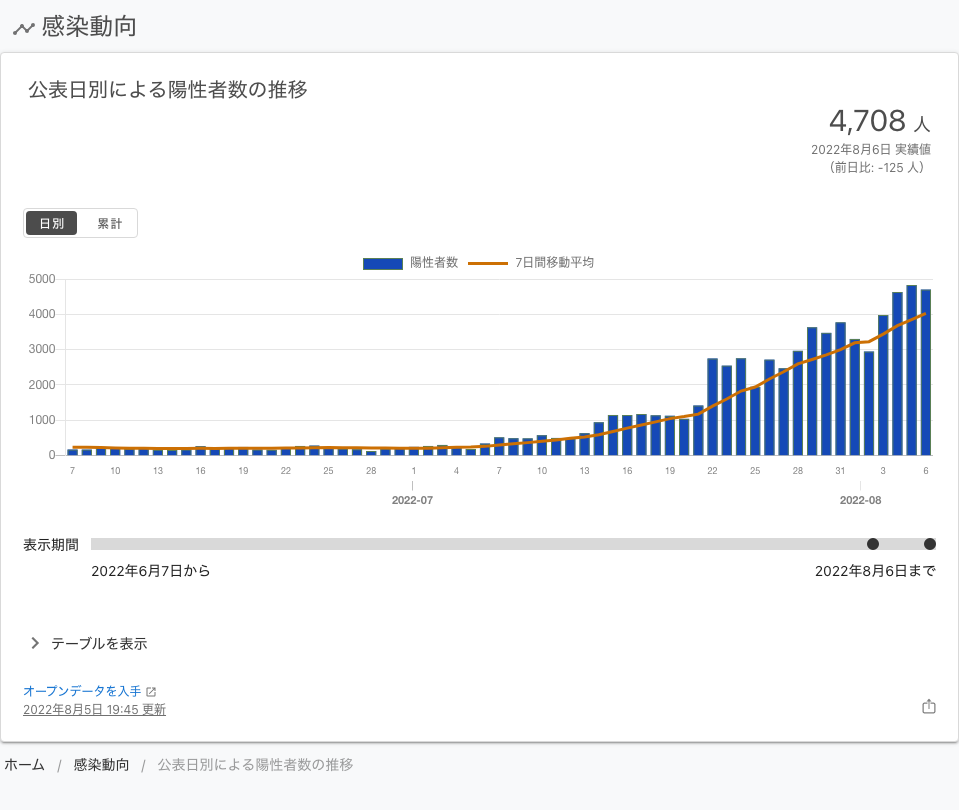 感染動向
公表日別による陽性者数の推移
4,708 人
2022年8月6日 実績値
（前日比: -125 人）
日別 累計
陽性者数 7日間移動平均
5000
4000
3000
2000
1000
0
7 10 13 16 19 22 25 28 1 4 7 10 13 16 19 22 25 28 31 3 6
2022-07 2022-08
表示期間
2022年6月7日から 2022年8月6日まで
テーブルを表示
オープンデータを入手
2022年8月5日 19:45 更新
ホーム / 感染動向 / 公表日別による陽性者数の推移